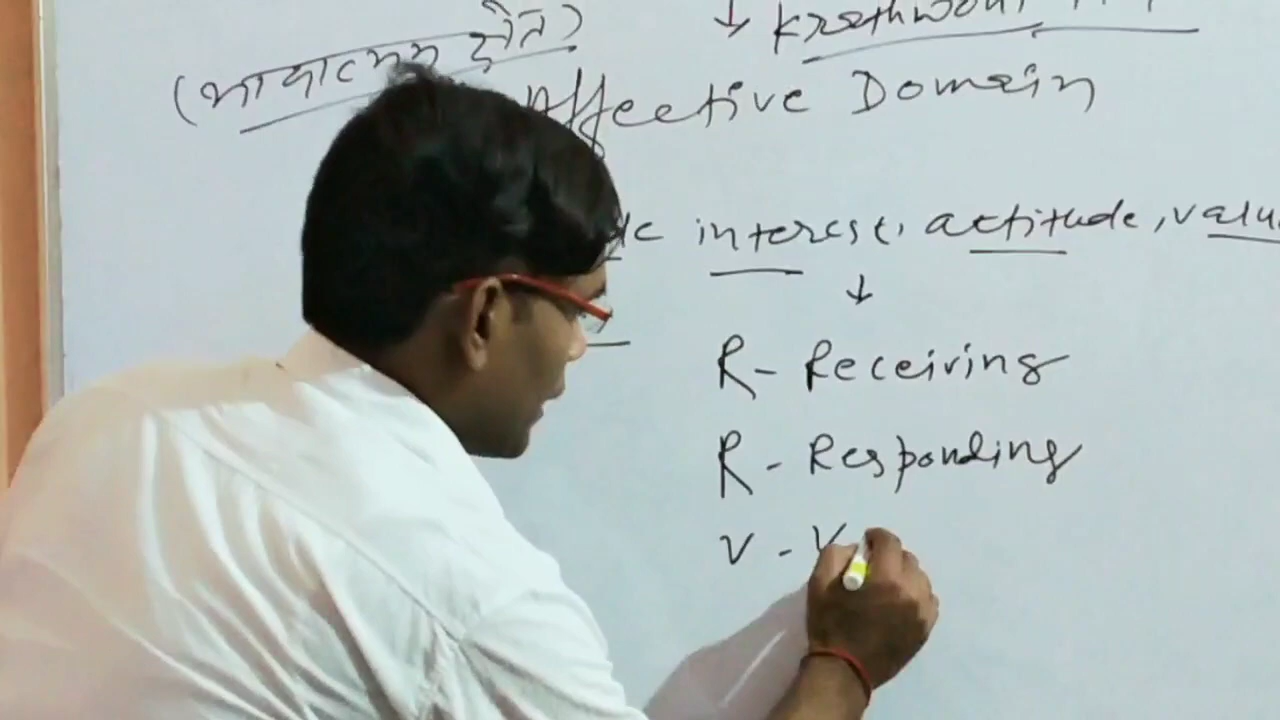 ↓ Krathwohl
(भावात्मक क्षेत्र) Affective Domain
interest, attitude, valu
↓
R - Receiving
R - Responding
V - V